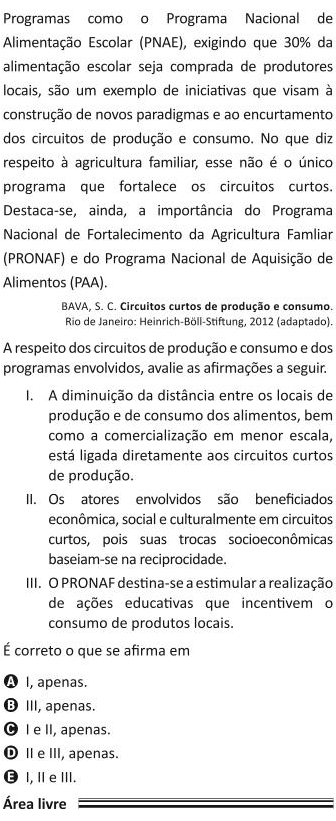 Programas como o Programa Nacional de
Alimentação Escolar (PNAE), exigindo que 30% da
alimentação escolar seja comprada de produtores
locais, são um exemplo de iniciativas que visam à
construção de novos paradigmas e ao encurtamento
dos circuitos de produção e consumo. No que diz
respeito à agricultura familiar, esse não é o único
programa que fortalece os circuitos curtos.
Destaca-se, ainda, a importância do Programa
Nacional de Fortalecimento da Agricultura Famliar
(PRONAF) e do Programa Nacional de Aquisição de
Alimentos (PAA).
BAVA, S. C. Circuitos curtos de produção e consumo.
Rio de Janeiro: Heinrich-Böll-Stiftung, 2012 (adaptado).
A respeito dos circuitos de produção e consumo e dos
programas envolvidos, avalie as afirmações a seguir.
I. A diminuição da distância entre os locais de
produção e de consumo dos alimentos, bem
como a comercialização em menor escala,
está ligada diretamente aos circuitos curtos
de produção.
II. Os atores envolvidos são beneficiados
econômica, social e culturalmente em circuitos
curtos, pois suas trocas socioeconômicas
baseiam-se na reciprocidade.
III. O PRONAF destina-se a estimular a realização
de ações educativas que incentivem o
consumo de produtos locais.
É correto o que se afirma em
A I, apenas.
B III, apenas.
C I e II, apenas.
D II e III, apenas.
E I, II e III.
Área livre